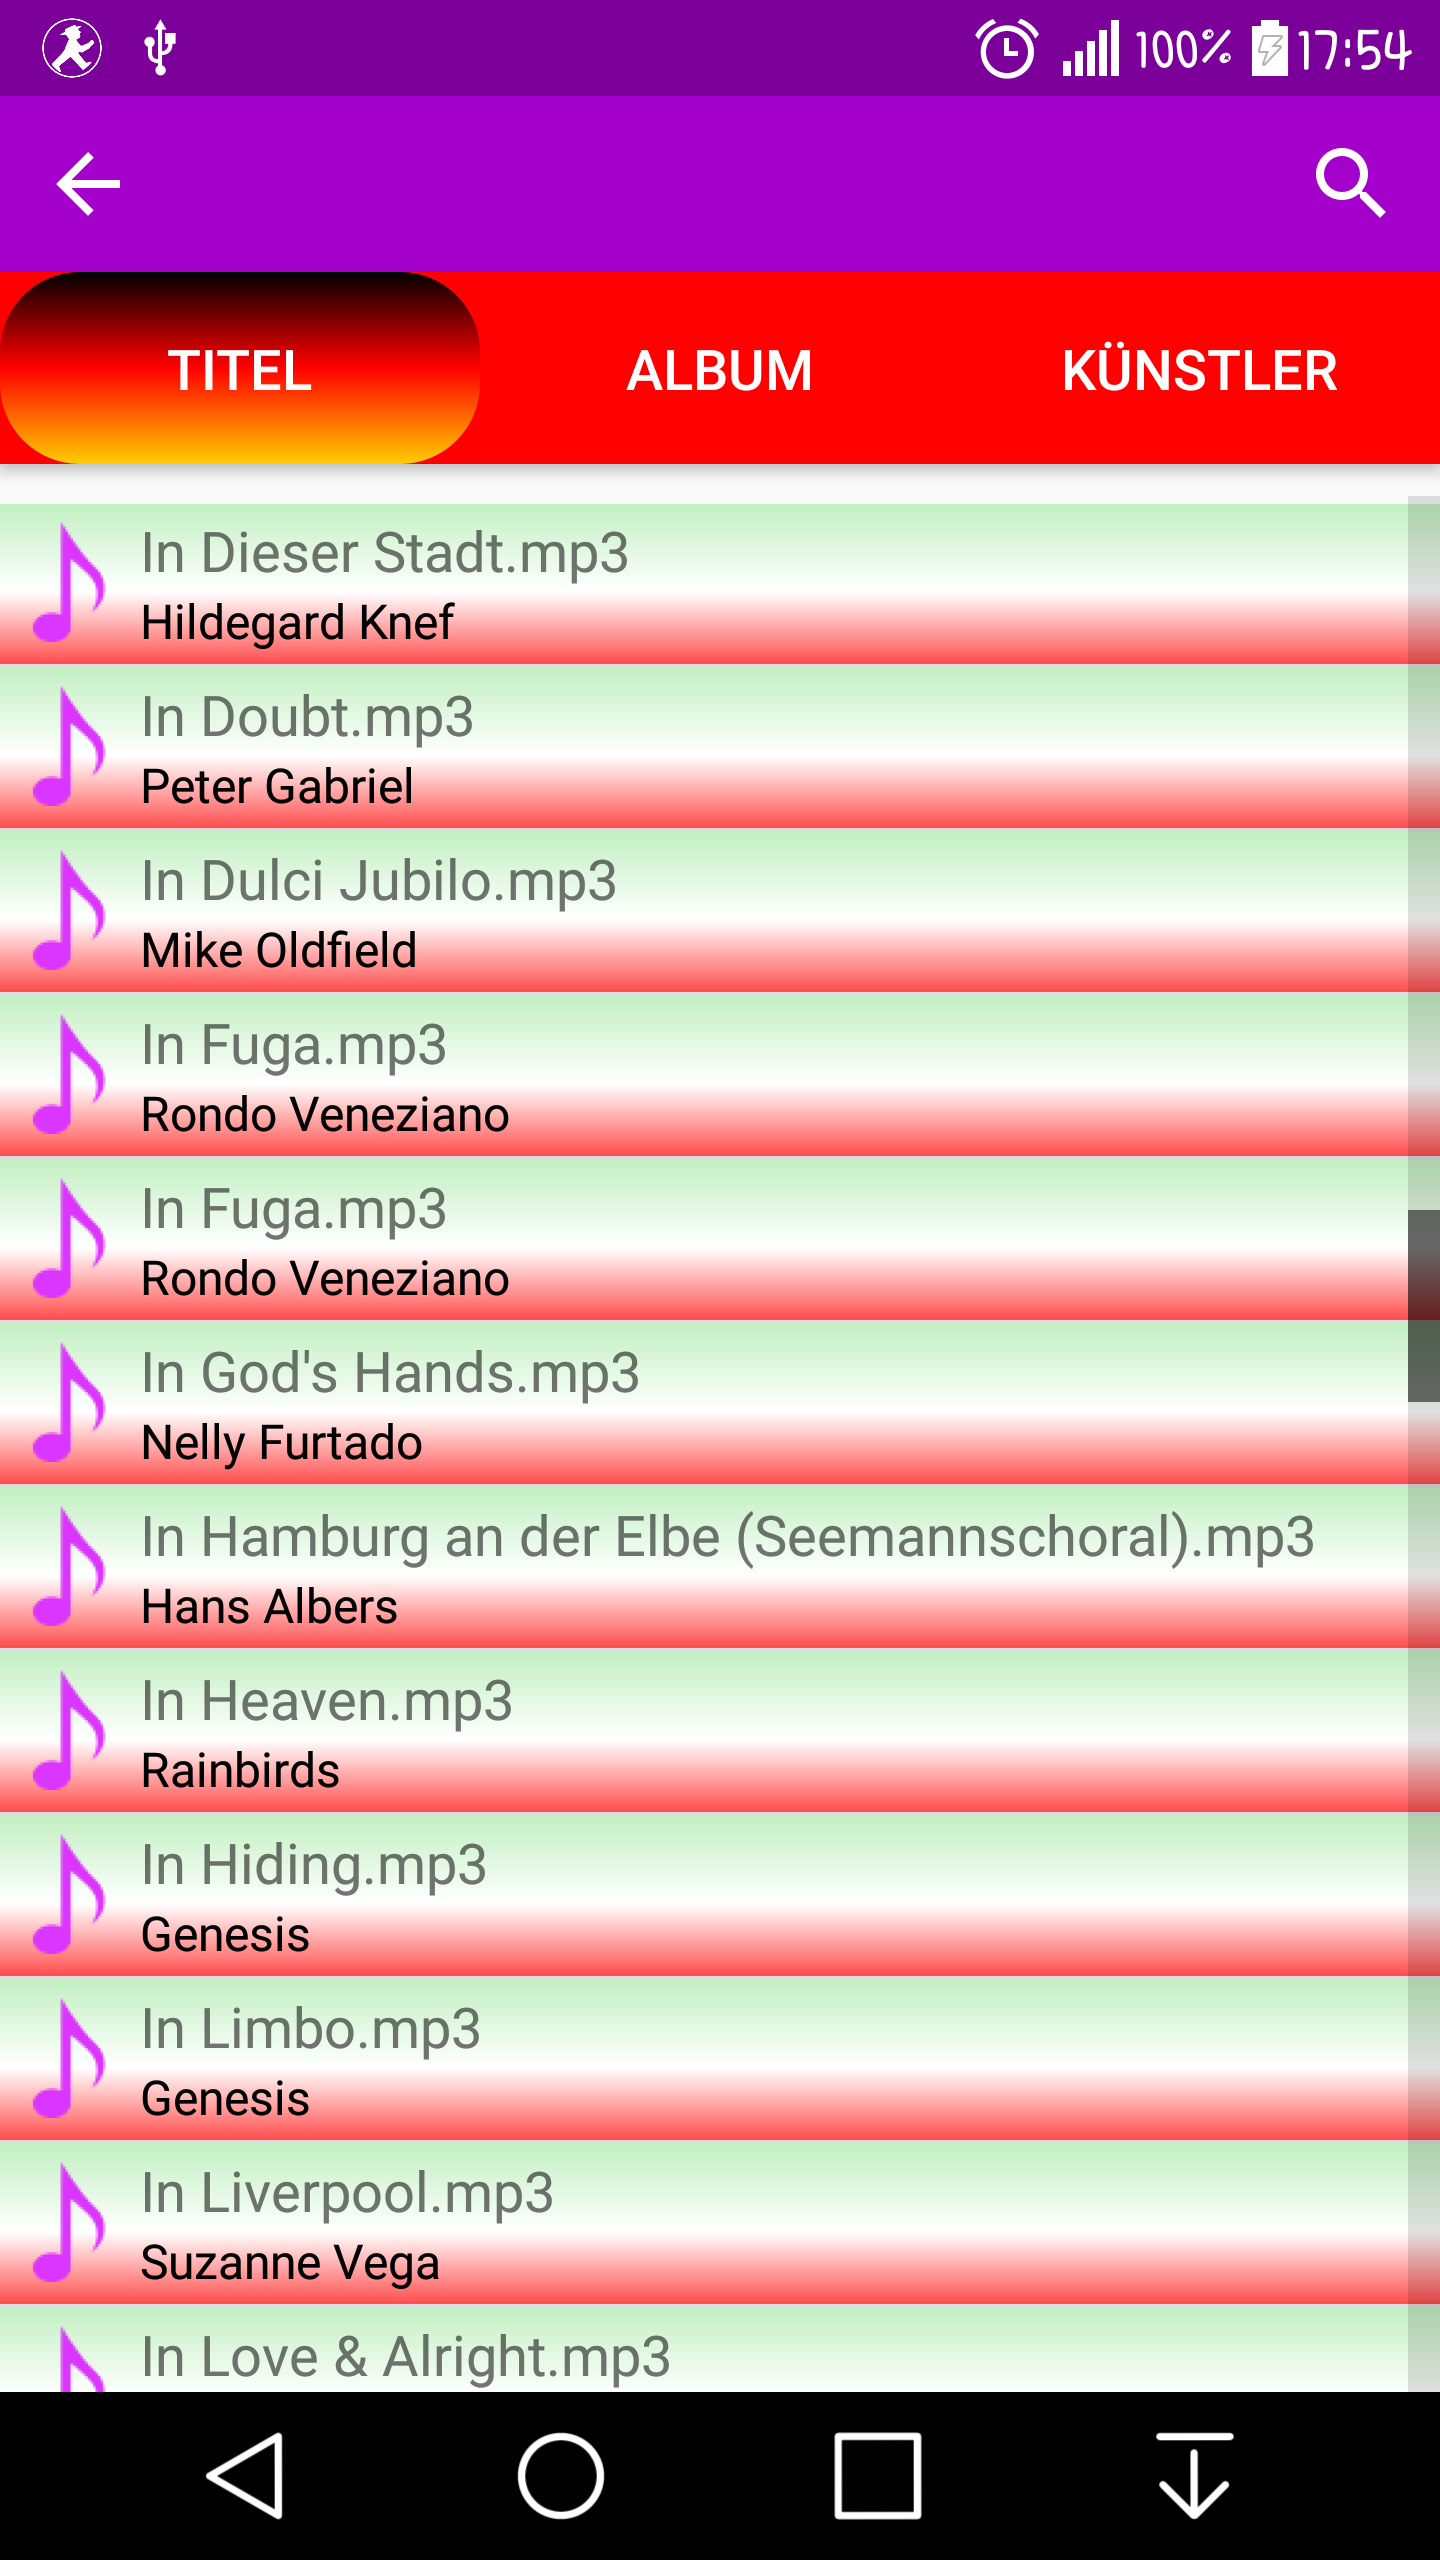 100% 17:54
TITEL ALBUM KÜNSTLER
In Dieser Stadt.mp3
Hildegard Knef
In Doubt.mp3
Peter Gabriel
In Dulci Jubilo.mp3
Mike Oldfield
In Fuga.mp3
Rondo Veneziano
In Fuga.mp3
Rondo Veneziano
In God's Hands.mp3
Nelly Furtado
In Hamburg an der Elbe (Seemannschoral).mp3
Hans Albers
In Heaven.mp3
Rainbirds
In Hiding.mp3
Genesis
In Limbo.mp3
Genesis
In Liverpool.mp3
Suzanne Vega
In Love & Alright.mp3